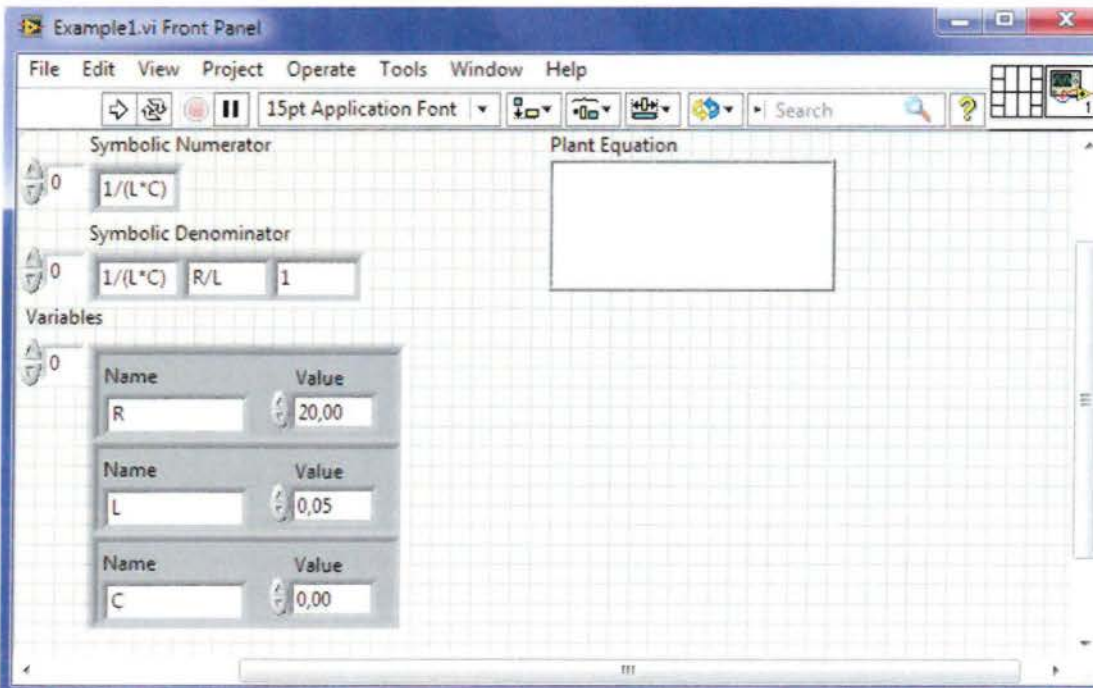 Example1.vi Front Panel
File Edit View Project Operate Tools Window Help
15pt Application Font Search
1
Symbolic Numerator
0 1/(L*C)
Symbolic Denominator
0 1/(L*C) R/L 1
Variables
0
Name Value
R 20,00
Name Value
L 0,05
Name Value
C 0,00
Plant Equation